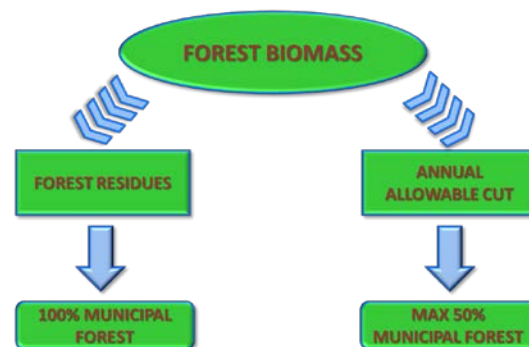 FOREST BIOMASS
FOREST RESIDUES
ANNUAL
ALLOWABLE CUT
100% MUNICIPAL
FOREST
MAX 50%
MUNICIPAL FOREST